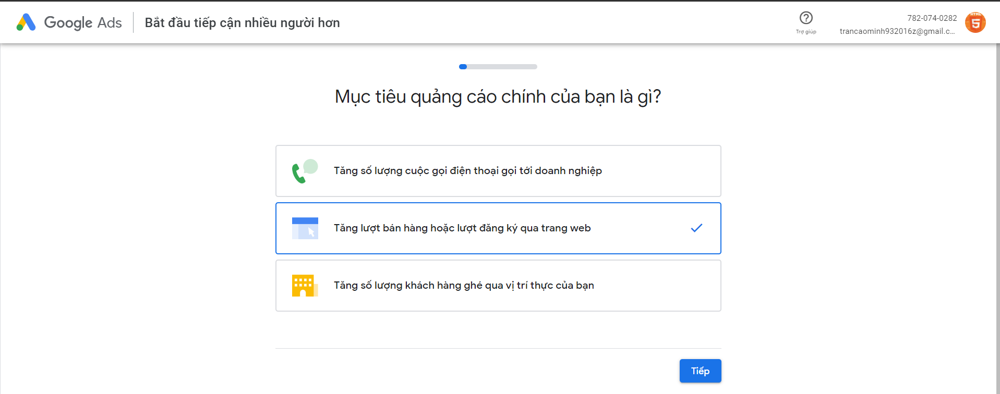 Google Ads
Bắt đầu tiếp cận nhiều người hơn
Trợ giúp
782-074-0282
trancaominh932016z@gmail.c...
Mục tiêu quảng cáo chính của bạn là gì?
Tăng số lượng cuộc gọi điện thoại gọi tới doanh nghiệp
Tăng lượt bán hàng hoặc lượt đăng ký qua trang web
Tăng số lượng khách hàng ghé qua vị trí thực của bạn
Tiếp